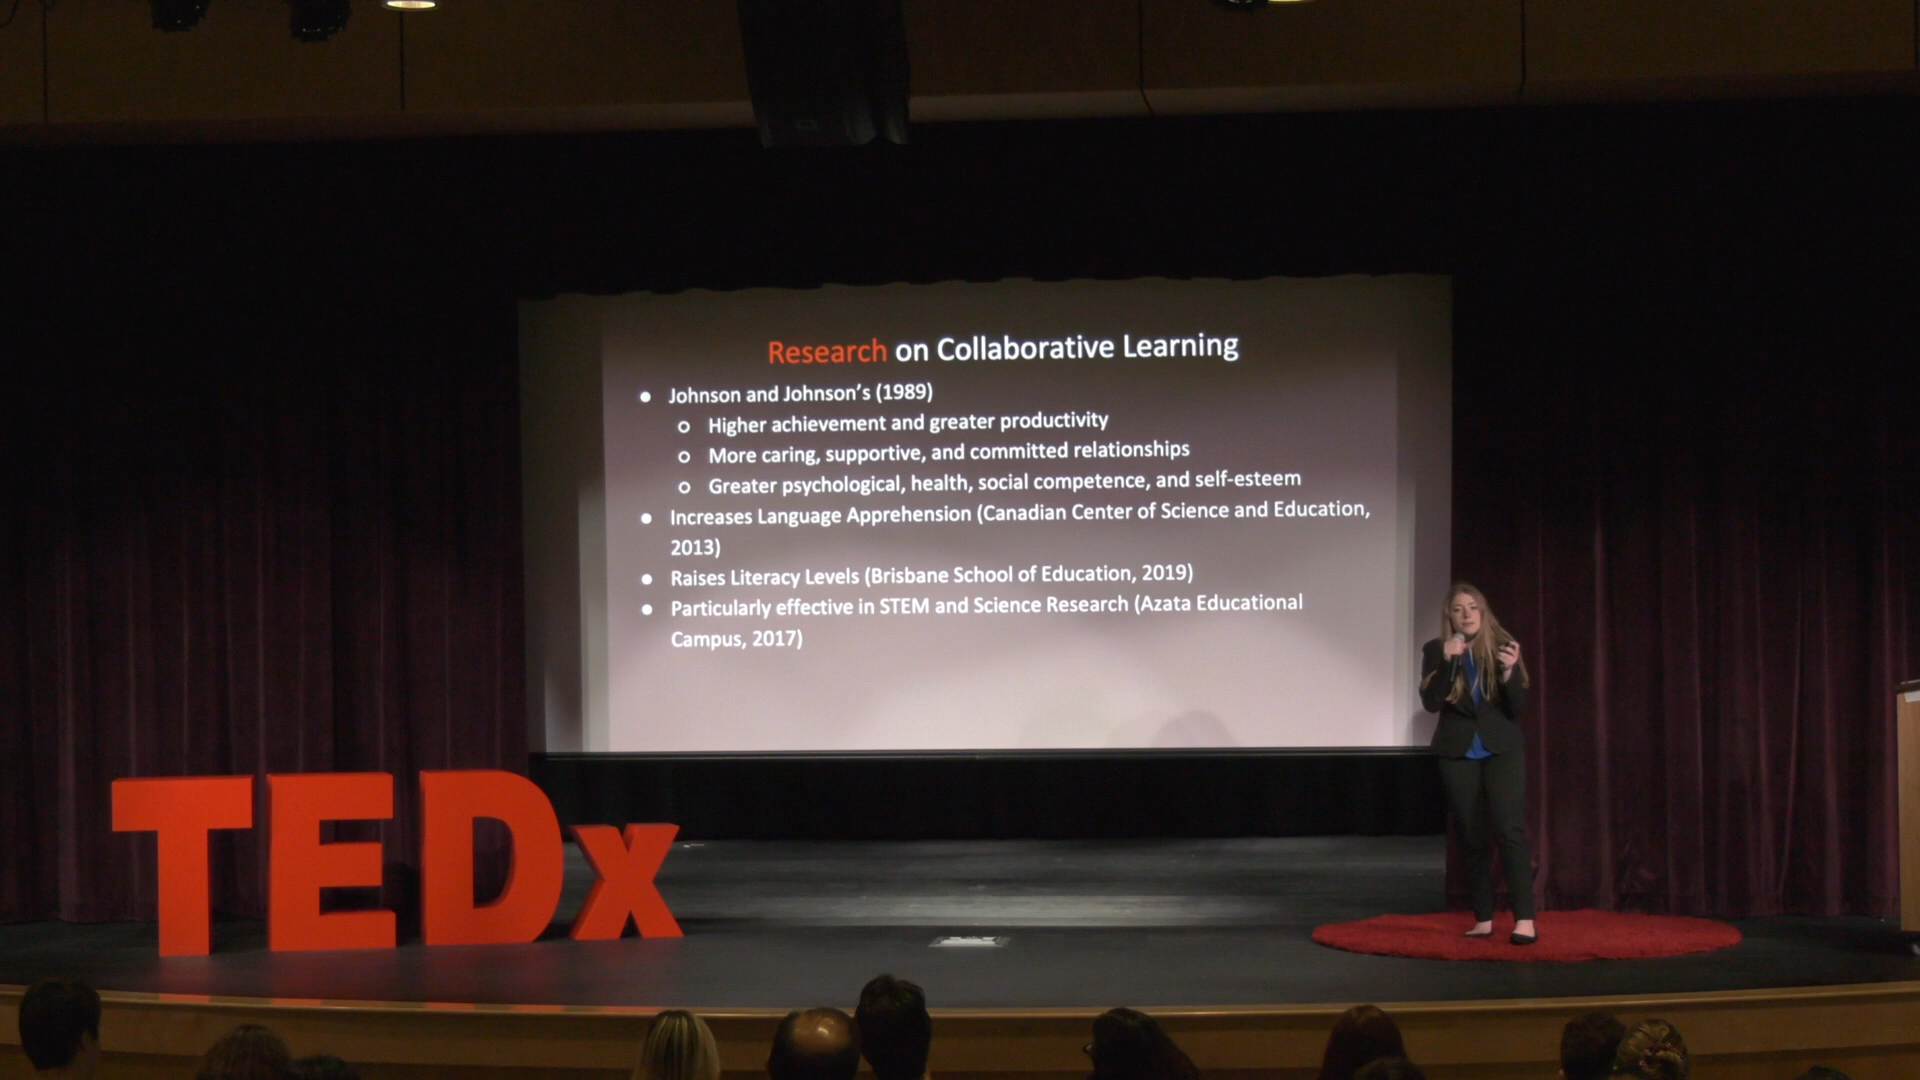 Research on Collaborative Learning
● Johnson and Johnson's (1989)
○ Higher achievement and greater productivity
○ More caring, supportive, and committed relationships
○ Greater psychological, health, social competence, and self-esteem
● Increases Language Apprehension (Canadian Center of Science and Education,
2013)
● Raises Literacy Levels (Brisbane School of Education, 2019)
● Particularly effective in STEM and Science Research (Azata Educational
Campus, 2017)
TEDx